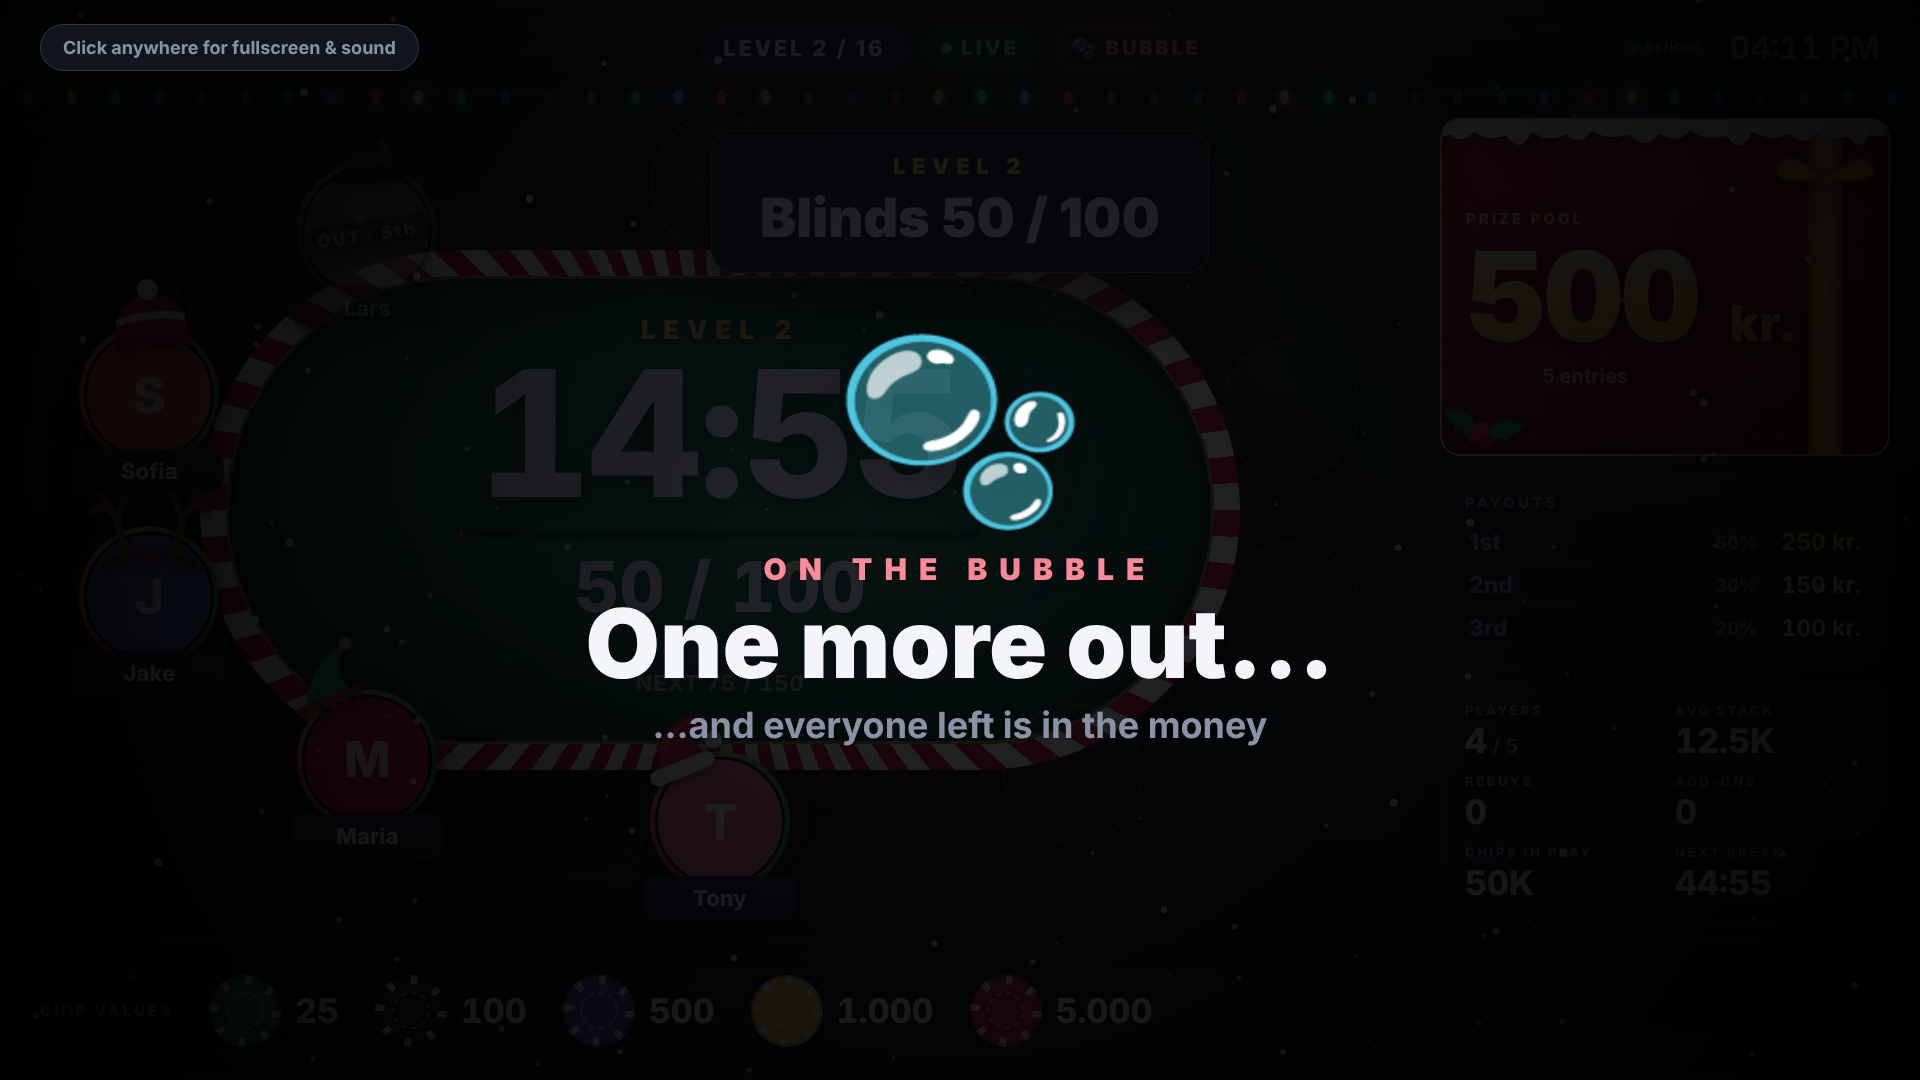 Click anywhere for fullscreen & sound
LEVEL 2 / 16
LIVE
BUBBLE
SYNCED
04:11 PM
LEVEL 2
Blinds 50 / 100
OUT · 5th
Lars
S
Sofia
J
Jake
M
Maria
T
Tony
LEVEL 2
14:55
50 / 100
NEXT 75 / 150
ON THE BUBBLE
One more out...
...and everyone left is in the money
PRIZE POOL
500 kr.
5 entries
PAYOUTS
1st 50% 250 kr.
2nd 30% 150 kr.
3rd 20% 100 kr.
PLAYERS
4 / 5
AVG STACK
12.5K
REBUYS
0
ADD-ONS
0
CHIPS IN PLAY
50K
NEXT BREAK
44:55
CHIP VALUES
25
100
500
1.000
5.000